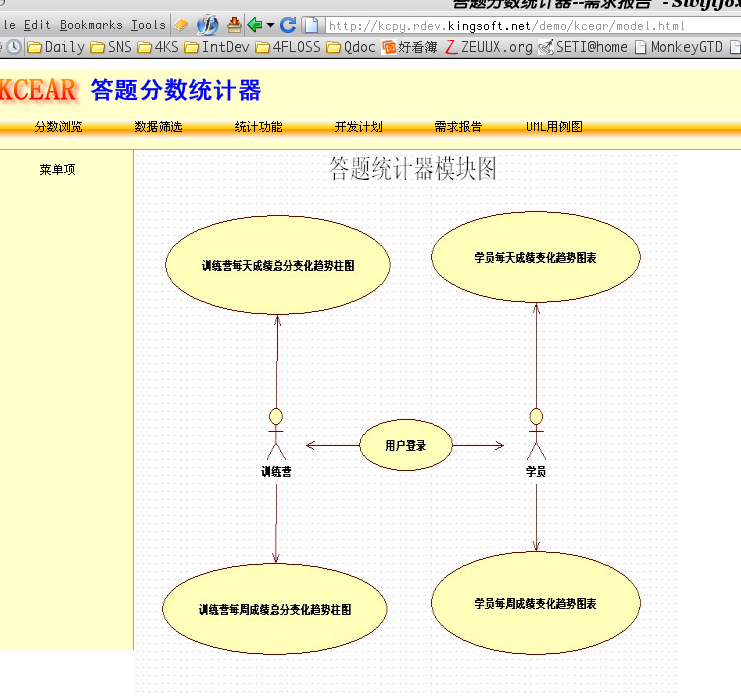 答题分数统计器--需求报告 - Swiftfox
le Edit Bookmarks Tools
http://kcpy.rdev.kingsoft.net/demo/kcear/model.html
Daily SNS 4KS IntDev 4FLOSS Qdoc 好看簿 ZEUUX.org SETI@home MonkeyGTD
KCEAR 答题分数统计器
分数浏览 数据筛选 统计功能 开发计划 需求报告 UML用例图
菜单项
答题统计器模块图
训练营每天成绩总分变化趋势柱图
学员每天成绩变化趋势图表
用户登录
训练营
学员
训练营每周成绩总分变化趋势柱图
学员每周成绩变化趋势图表